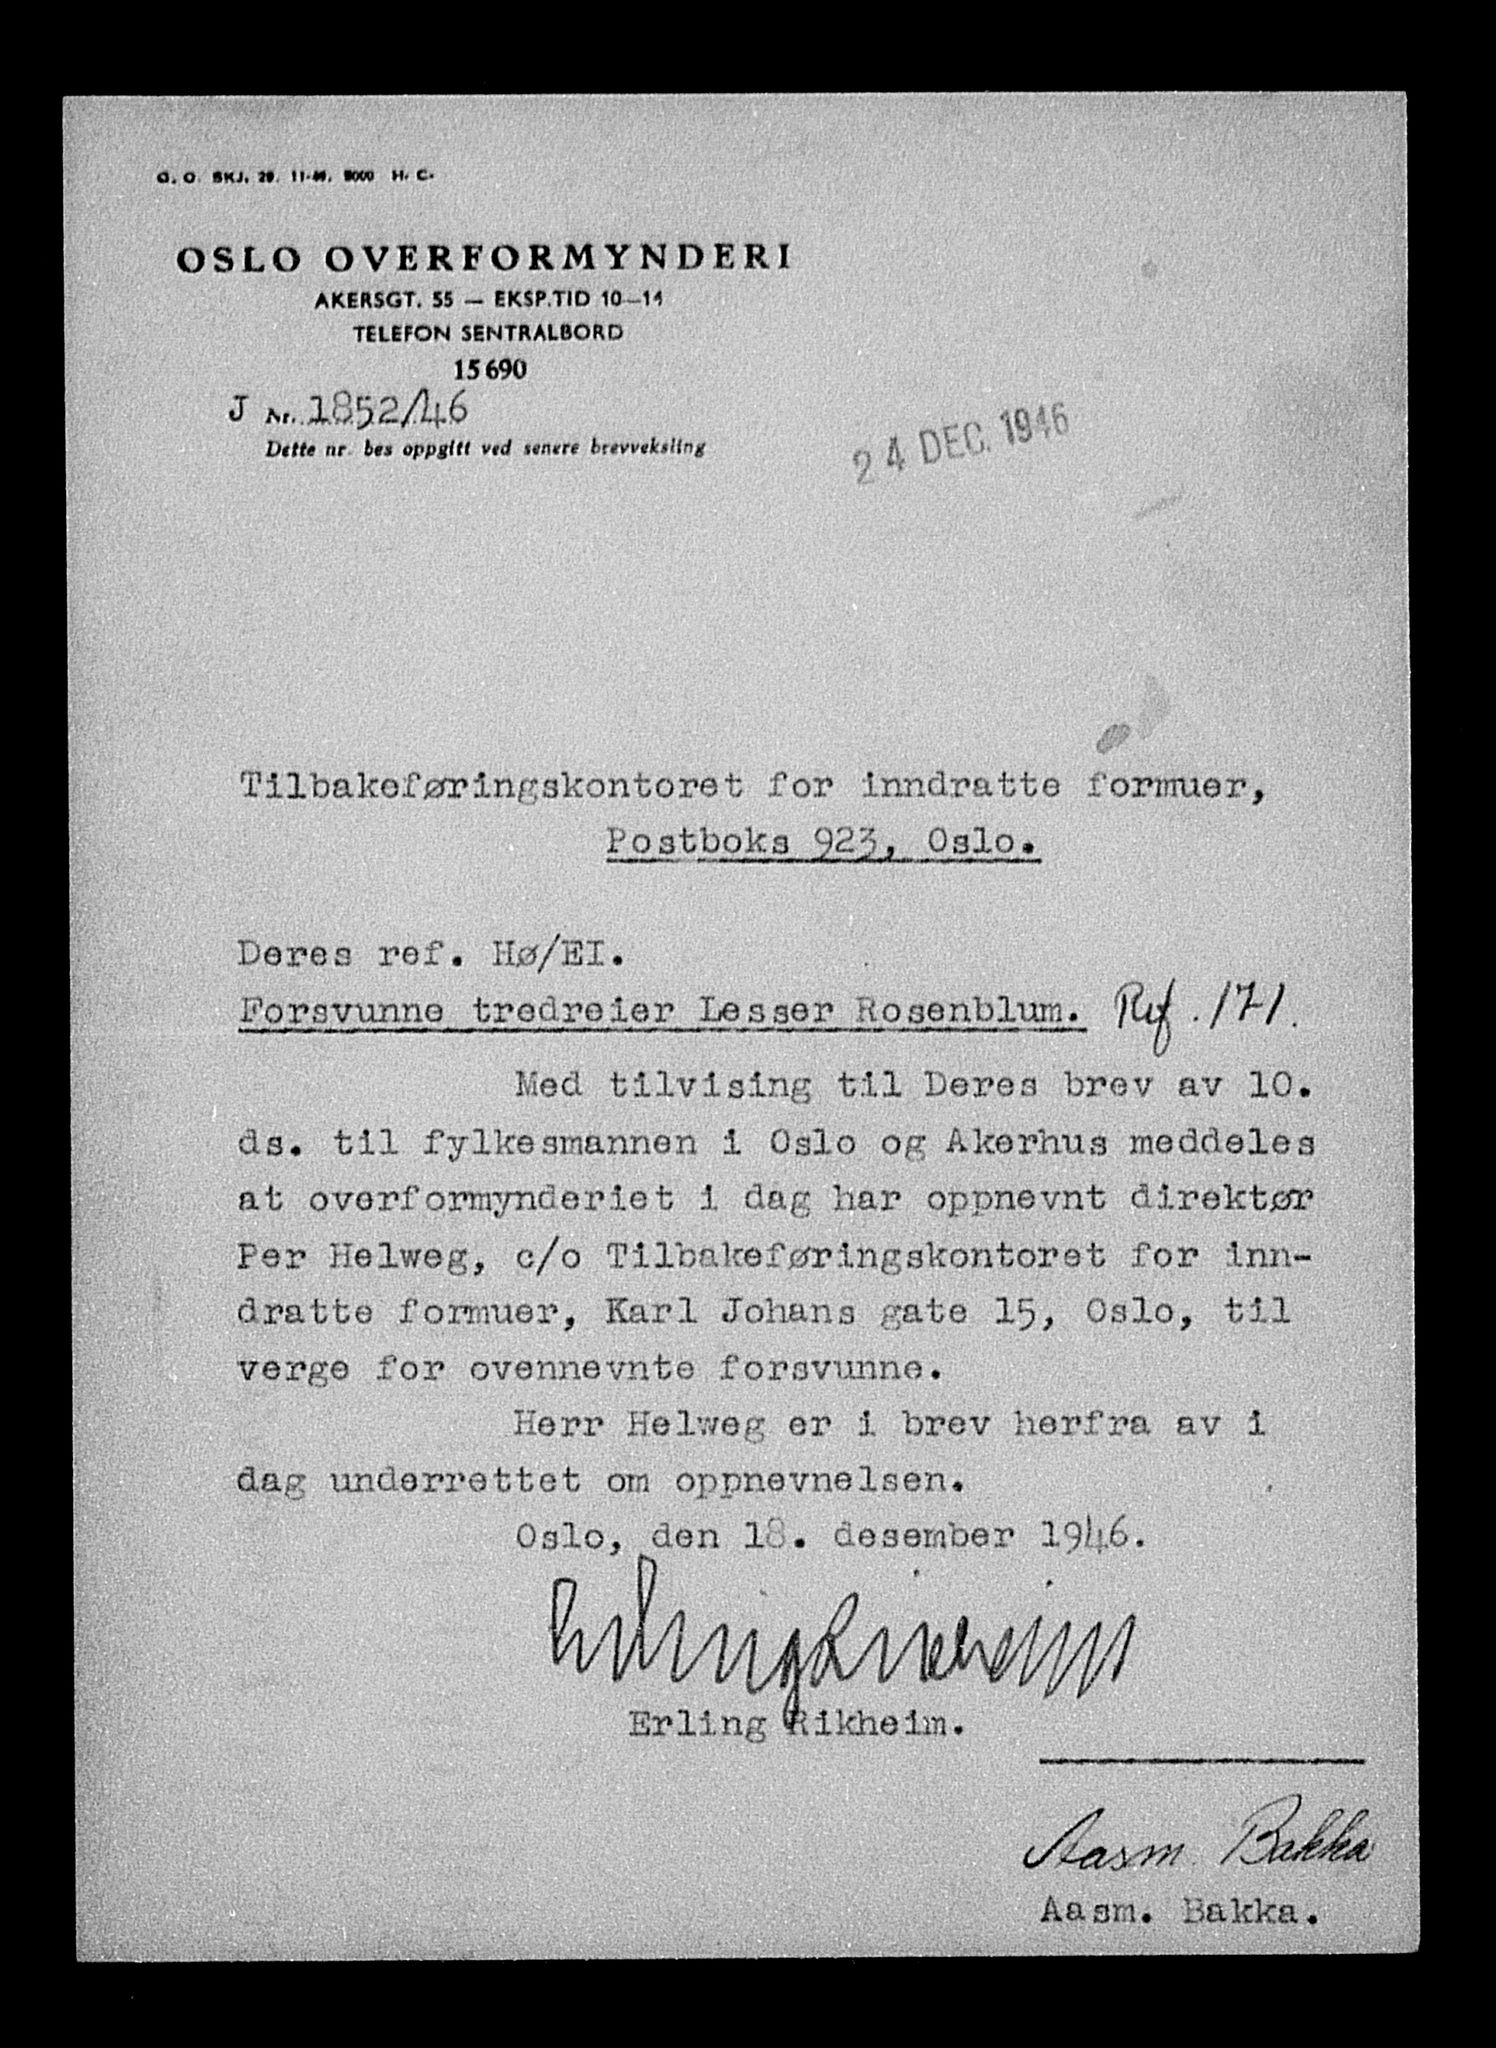 G. O. SKJ. 29. 11-46. 5000 H. C.
OSLO OVERFORMYNDERI
AKERSGT. 55 — EKSP.TID 10—14
TELEFON SENTRALBORD
15690
J Nr. 1852/46
Dette nr. bes oppgitt ved senere brevveksling
24 DEC. 1946
Tilbakeføringskontoret for inndratte formuer,
Postboks 923, Oslo.
Deres ref. Hø/EI.
Forsvunne tredreier Lesser Rosenblum. Ref. 171.
Med tilvising til Deres brev av 10.
ds. til fylkesmannen i Oslo og Akerhus meddeles
at overformynderiet i dag har oppnevnt direktør
Per Helweg, c/o Tilbakeføringskontoret for inn-
dratte formuer, Karl Johans gate 15, Oslo, til
verge for ovennevnte forsvunne.
Herr Helweg er i brev herfra av i
dag underrettet om oppnevnelsen.
Oslo, den 18. desember 1946.
Erling Rikheim
Erling Rikheim.
Aasm. Bakka
Aasm. Bakka.